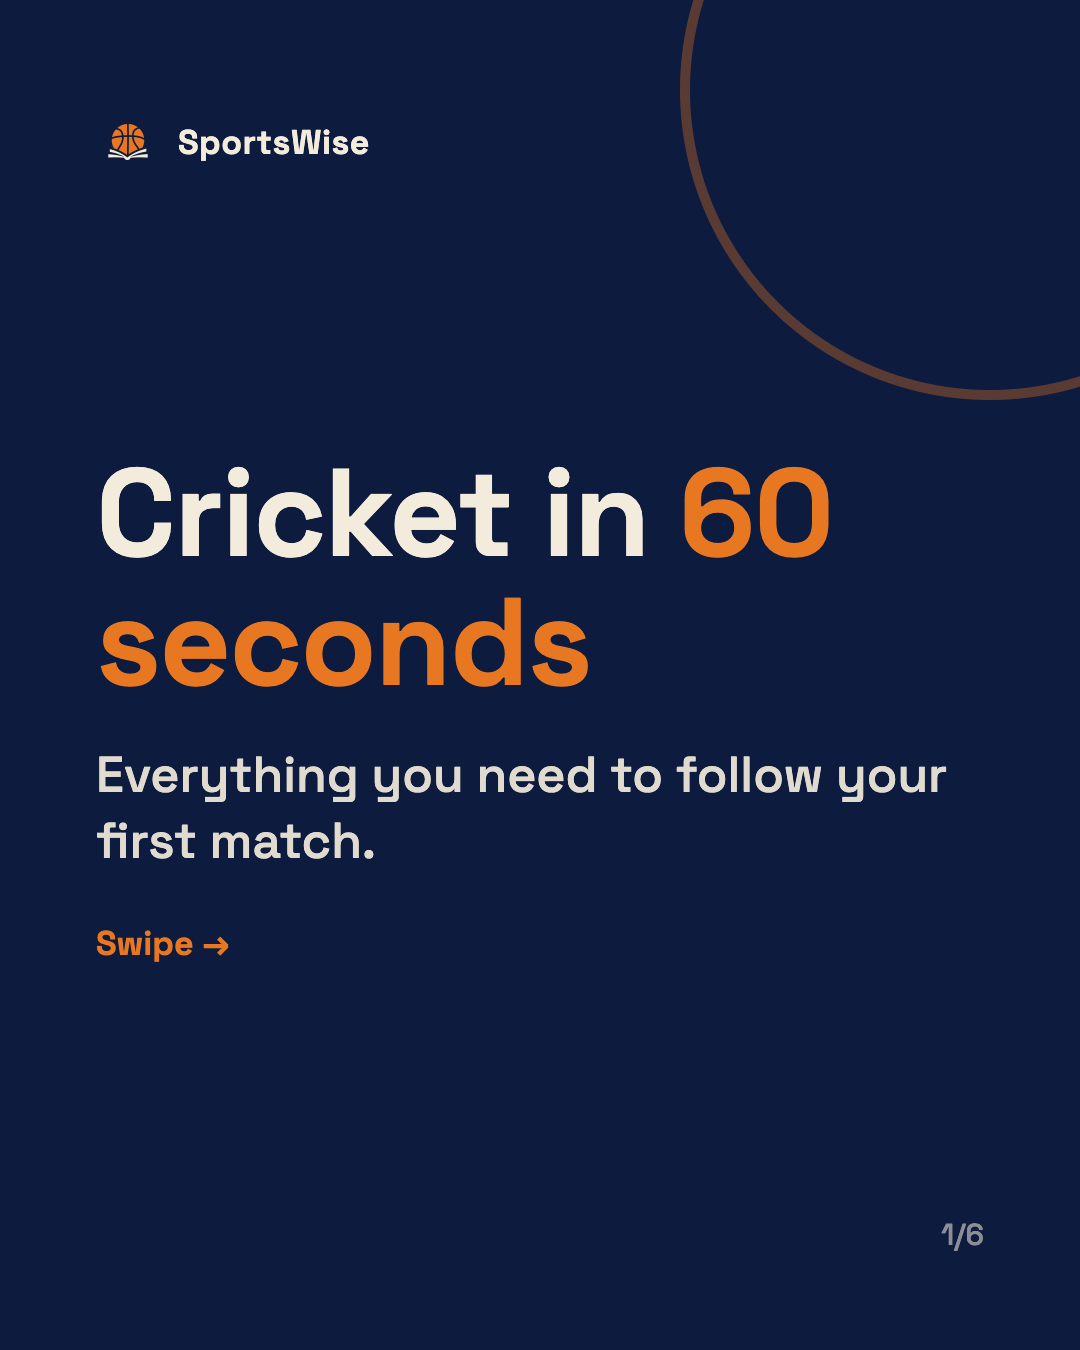 SportsWise
Cricket in 60
seconds
Everything you need to follow your
first match.
Swipe →
1/6